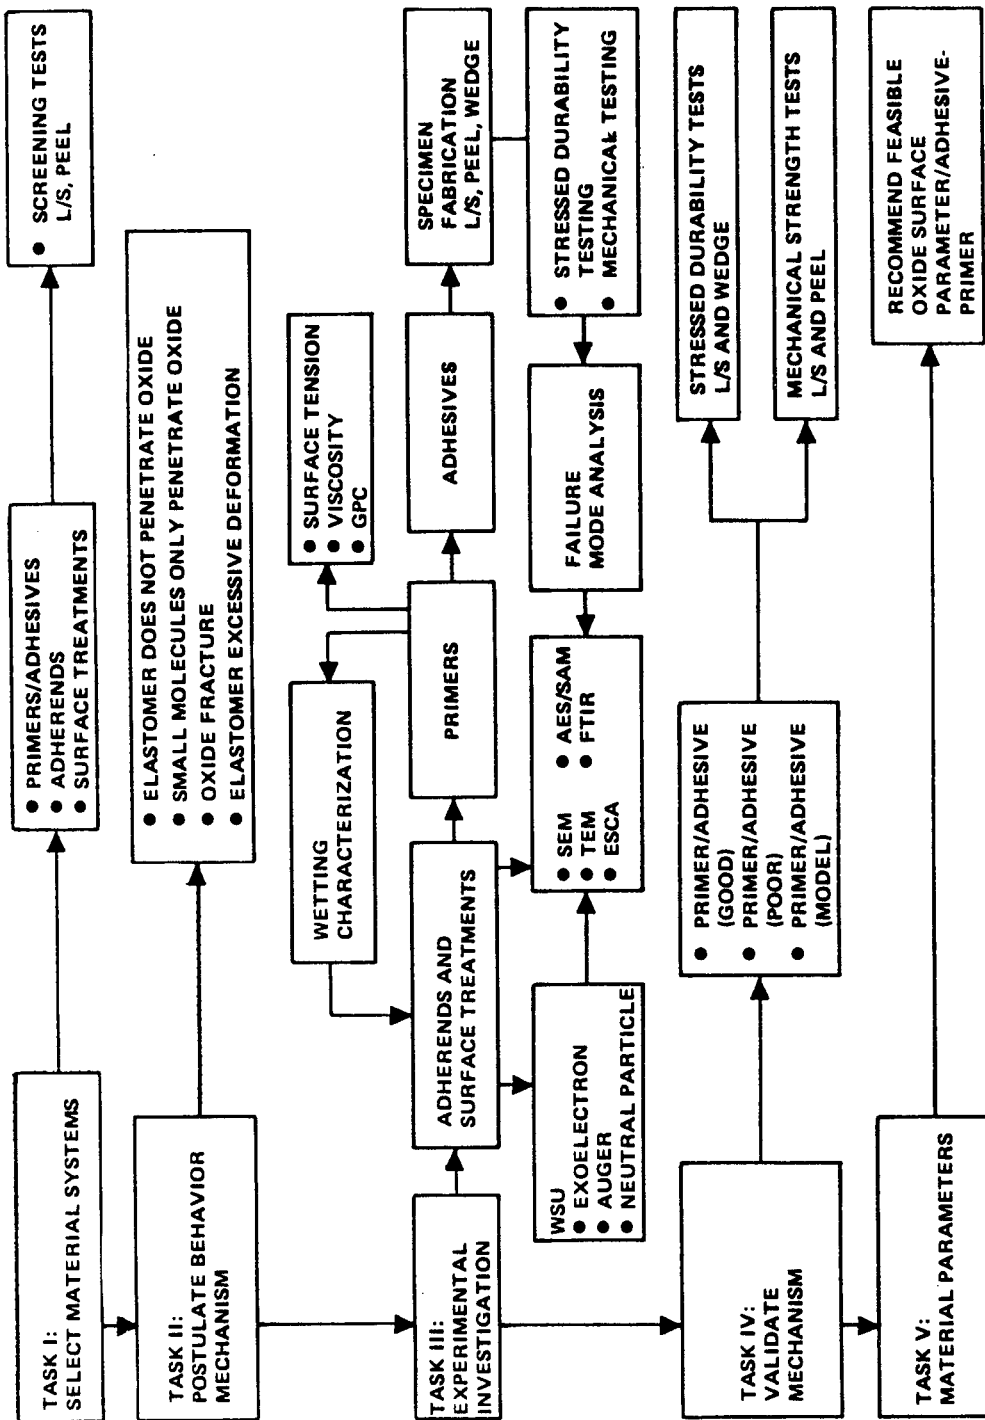 TASK I:
SELECT MATERIAL SYSTEMS
● PRIMERS/ADHESIVES
● ADHERENDS
● SURFACE TREATMENTS
● SCREENING TESTS
L/S, PEEL
TASK II:
POSTULATE BEHAVIOR
MECHANISM
● ELASTOMER DOES NOT PENETRATE OXIDE
● SMALL MOLECULES ONLY PENETRATE OXIDE
● OXIDE FRACTURE
● ELASTOMER EXCESSIVE DEFORMATION
WETTING
CHARACTERIZATION
● SURFACE TENSION
● VISCOSITY
● GPC
TASK III:
EXPERIMENTAL
INVESTIGATION
ADHERENDS AND
SURFACE TREATMENTS
PRIMERS
ADHESIVES
SPECIMEN
FABRICATION
L/S, PEEL, WEDGE
WSU
● EXOELECTRON
● AUGER
● NEUTRAL PARTICLE
● SEM ● AES/SAM
● TEM ● FTIR
● ESCA
FAILURE
MODE ANALYSIS
● STRESSED DURABILITY
TESTING
● MECHANICAL TESTING
TASK IV:
VALIDATE
MECHANISM
● PRIMER/ADHESIVE
(GOOD)
● PRIMER/ADHESIVE
(POOR)
● PRIMER/ADHESIVE
(MODEL)
STRESSED DURABILITY TESTS
L/S AND WEDGE
MECHANICAL STRENGTH TESTS
L/S AND PEEL
TASK V:
MATERIAL PARAMETERS
RECOMMEND FEASIBLE
OXIDE SURFACE
PARAMETER/ADHESIVE-
PRIMER